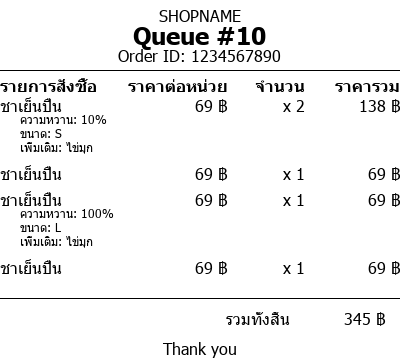 SHOPNAME
Queue #10
Order ID: 1234567890
รายการสั่งซื้อ ราคาต่อหน่วย จำนวน ราคารวม
ชาเย็นปั่น 69 ฿ x 2 138 ฿
ความหวาน: 10%
ขนาด: S
เพิ่มเติม: ไข่มุก
ชาเย็นปั่น 69 ฿ x 1 69 ฿
ชาเย็นปั่น 69 ฿ x 1 69 ฿
ความหวาน: 100%
ขนาด: L
เพิ่มเติม: ไข่มุก
ชาเย็นปั่น 69 ฿ x 1 69 ฿
รวมทั้งสิ้น 345 ฿
Thank you